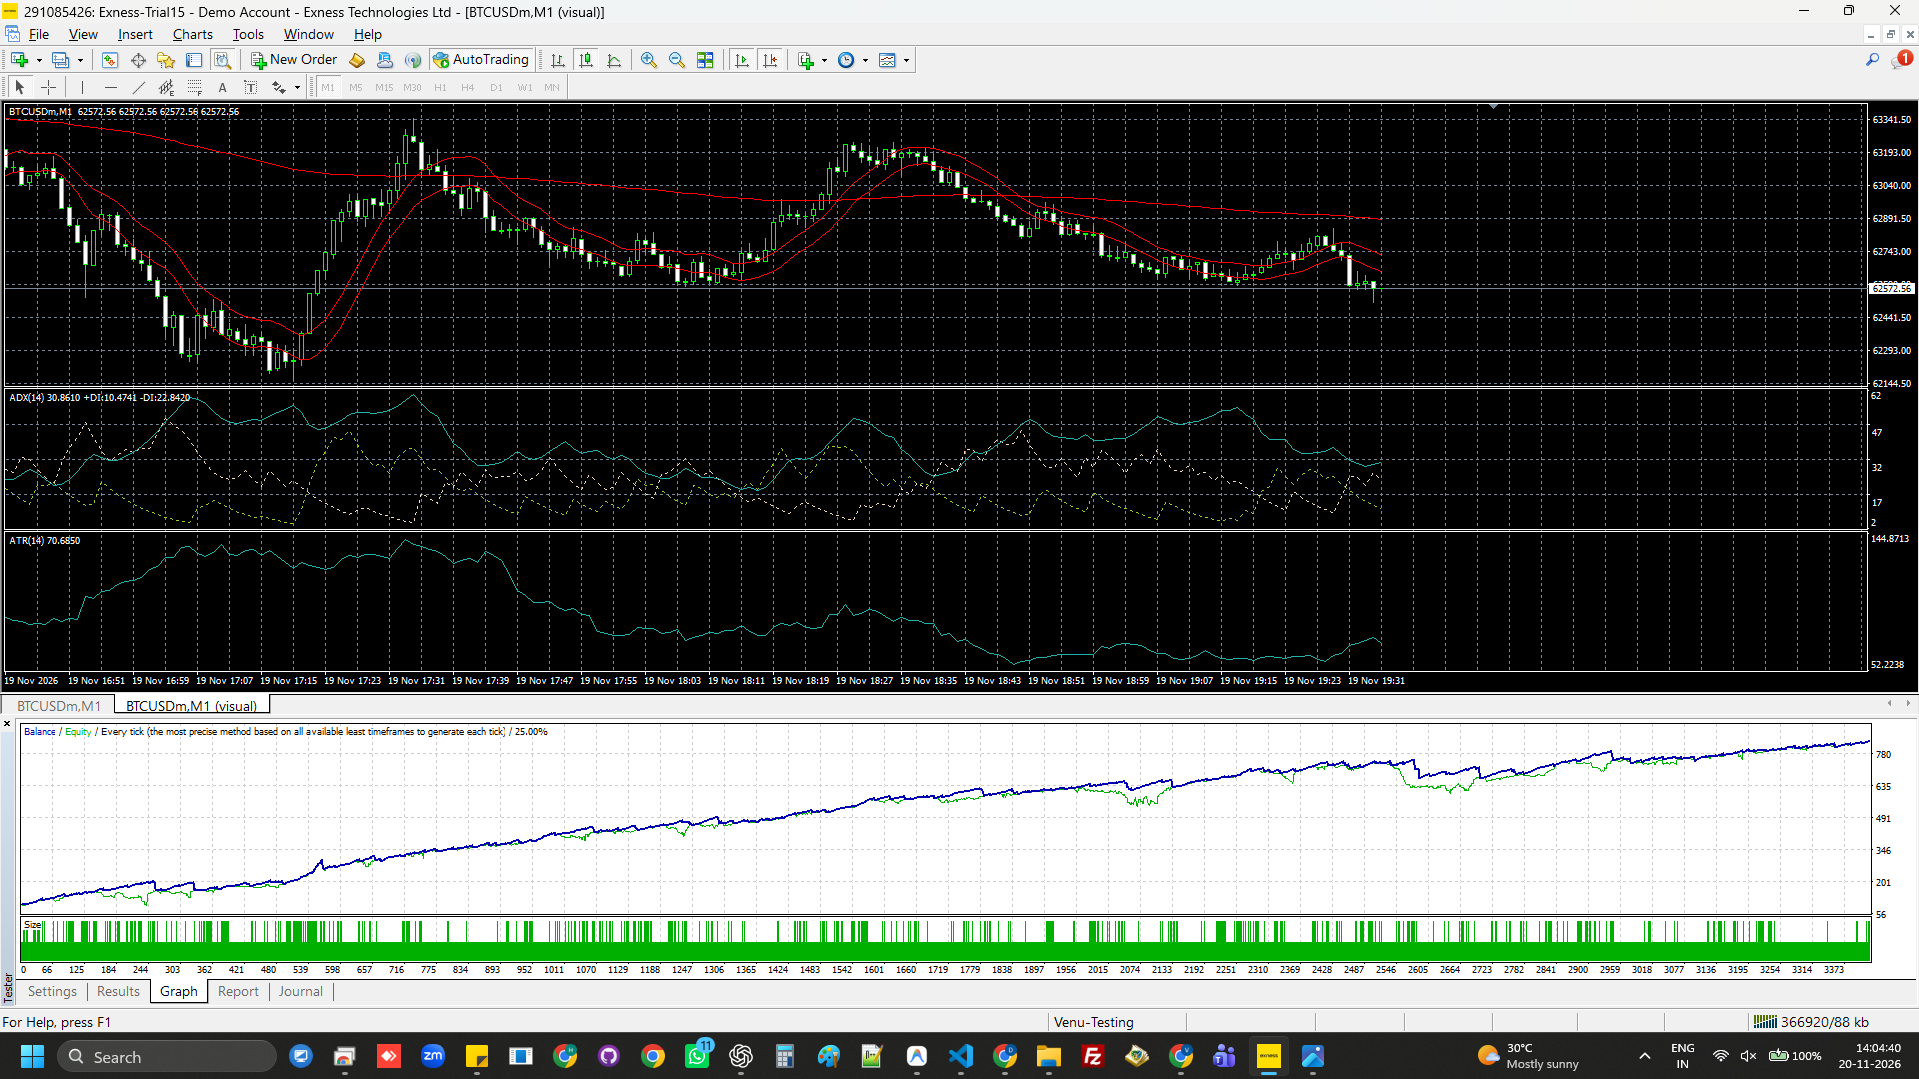 291085426: Exness-Trial15 - Demo Account - Exness Technologies Ltd - [BTCUSDm,M1 (visual)]
File View Insert Charts Tools Window Help
New Order AutoTrading 1
A T M1 M5 M15 M30 H1 H4 D1 W1 MN
BTCUSDm,M1 62572.56 62572.56 62572.56 62572.56
63341.50
63193.00
63040.00
62891.50
62743.00
62572.56
62441.50
62293.00
62144.50
ADX(14) 30.8610 +DI:10.4741 -DI:22.8420
62
47
32
17
2
ATR(14) 70.6850
144.8713
52.2238
19 Nov 2026 19 Nov 16:51 19 Nov 16:59 19 Nov 17:07 19 Nov 17:15 19 Nov 17:23 19 Nov 17:31 19 Nov 17:39 19 Nov 17:47 19 Nov 17:55 19 Nov 18:03 19 Nov 18:11 19 Nov 18:19 19 Nov 18:27 19 Nov 18:35 19 Nov 18:43 19 Nov 18:51 19 Nov 18:59 19 Nov 19:07 19 Nov 19:15 19 Nov 19:23 19 Nov 19:31
BTCUSDm,M1 BTCUSDm,M1 (visual)
Balance / Equity / Every tick (the most precise method based on all available least timeframes to generate each tick) / 25.00%
780
635
491
346
201
56
Size
0 66 125 184 244 303 362 421 480 539 598 657 716 775 834 893 952 1011 1070 1129 1188 1247 1306 1365 1424 1483 1542 1601 1660 1719 1779 1838 1897 1956 2015 2074 2133 2192 2251 2310 2369 2428 2487 2546 2605 2664 2723 2782 2841 2900 2959 3018 3077 3136 3195 3254 3314 3373
Tester
Settings Results Graph Report Journal
For Help, press F1 Venu-Testing 366920/88 kb
Search zm 11 exness 30°C ENG 100% 14:04:40
Mostly sunny IN 20-11-2026